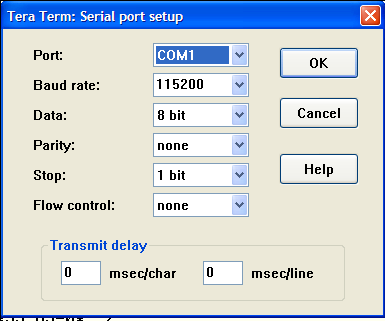 Tera Term: Serial port setup
Port: COM1 OK
Baud rate: 115200
Data: 8 bit Cancel
Parity: none
Stop: 1 bit Help
Flow control: none
Transmit delay
0 msec/char 0 msec/line